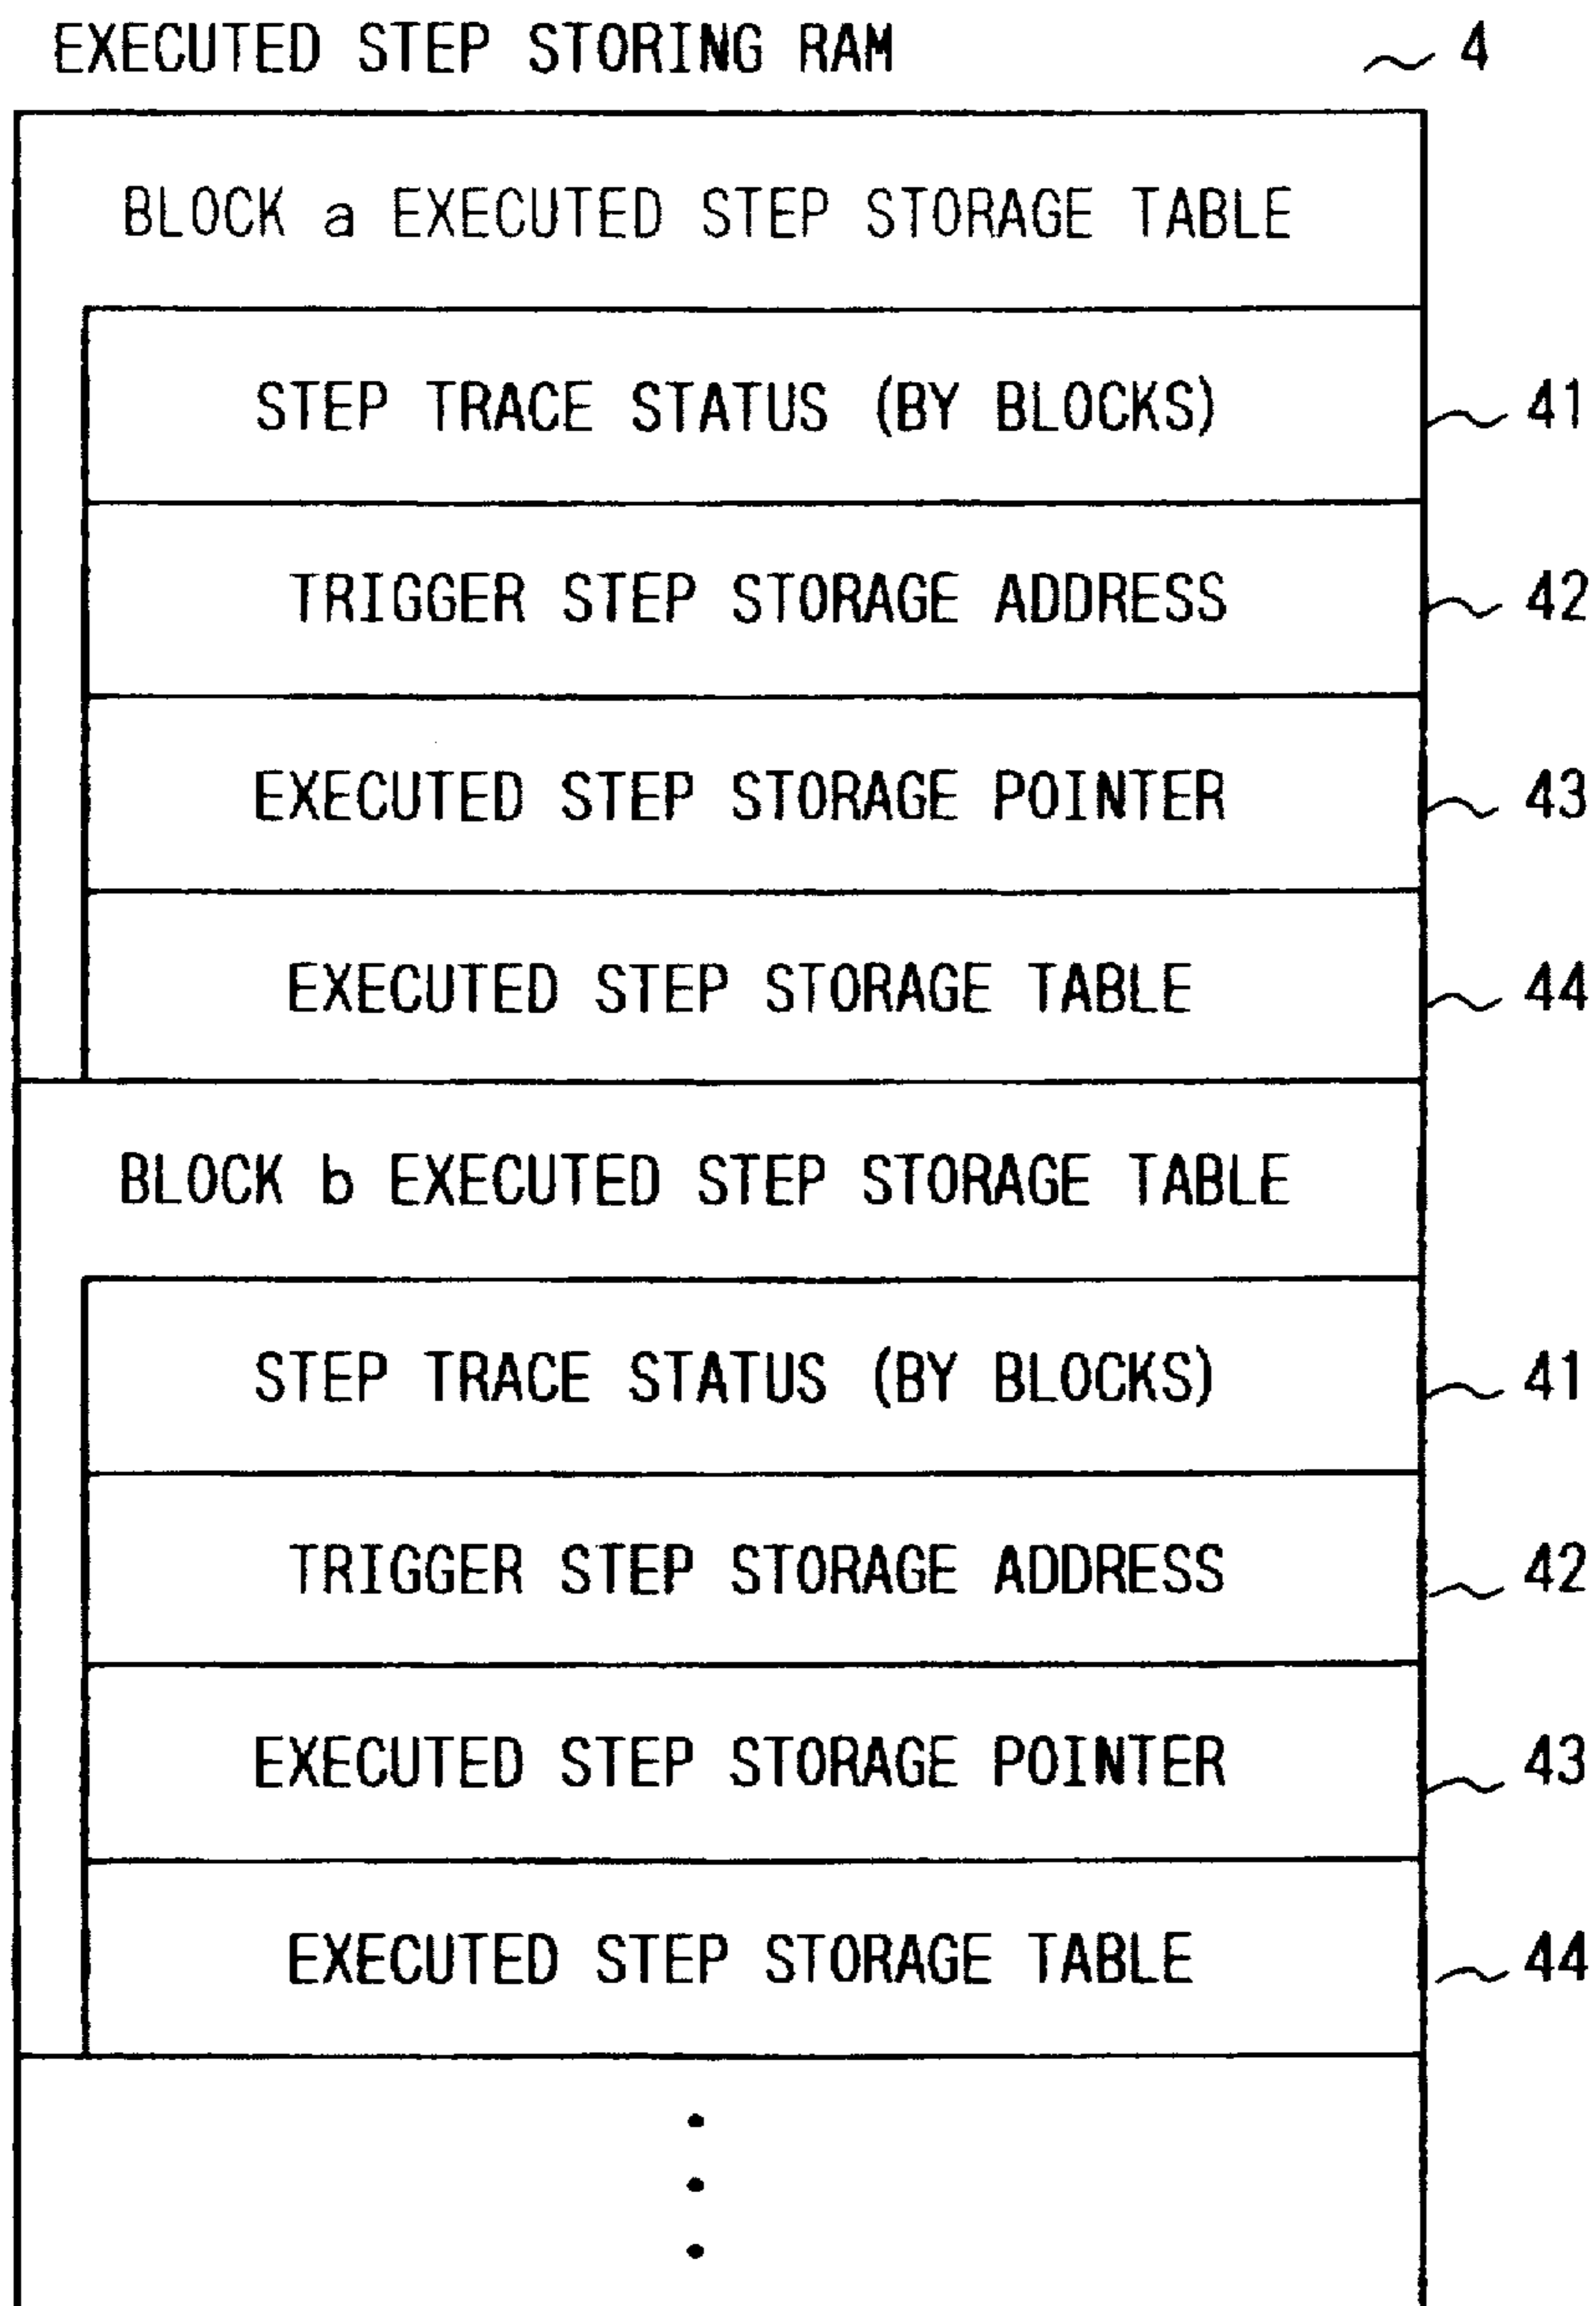 EXECUTED STEP STORING RAM 4
BLOCK a EXECUTED STEP STORAGE TABLE
STEP TRACE STATUS (BY BLOCKS) 41
TRIGGER STEP STORAGE ADDRESS 42
EXECUTED STEP STORAGE POINTER 43
EXECUTED STEP STORAGE TABLE 44
BLOCK b EXECUTED STEP STORAGE TABLE
STEP TRACE STATUS (BY BLOCKS) 41
TRIGGER STEP STORAGE ADDRESS 42
EXECUTED STEP STORAGE POINTER 43
EXECUTED STEP STORAGE TABLE 44